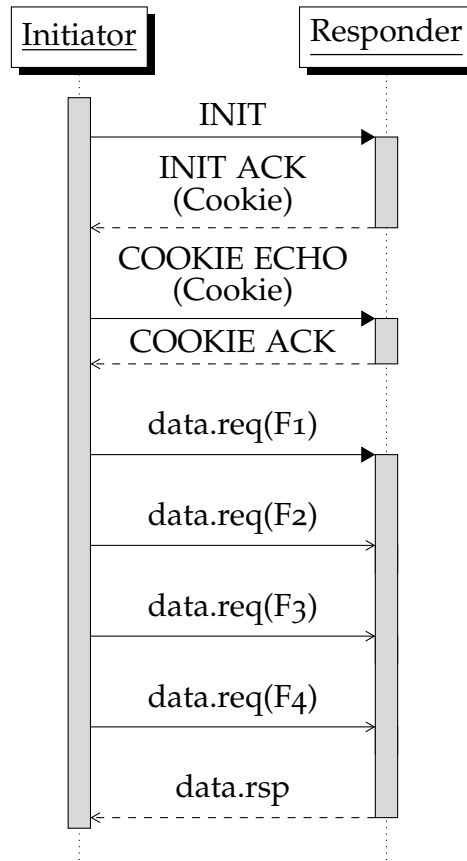 Initiator
Responder
INIT
INIT ACK
(Cookie)
COOKIE ECHO
(Cookie)
COOKIE ACK
data.req(F1)
data.req(F2)
data.req(F3)
data.req(F4)
data.rsp